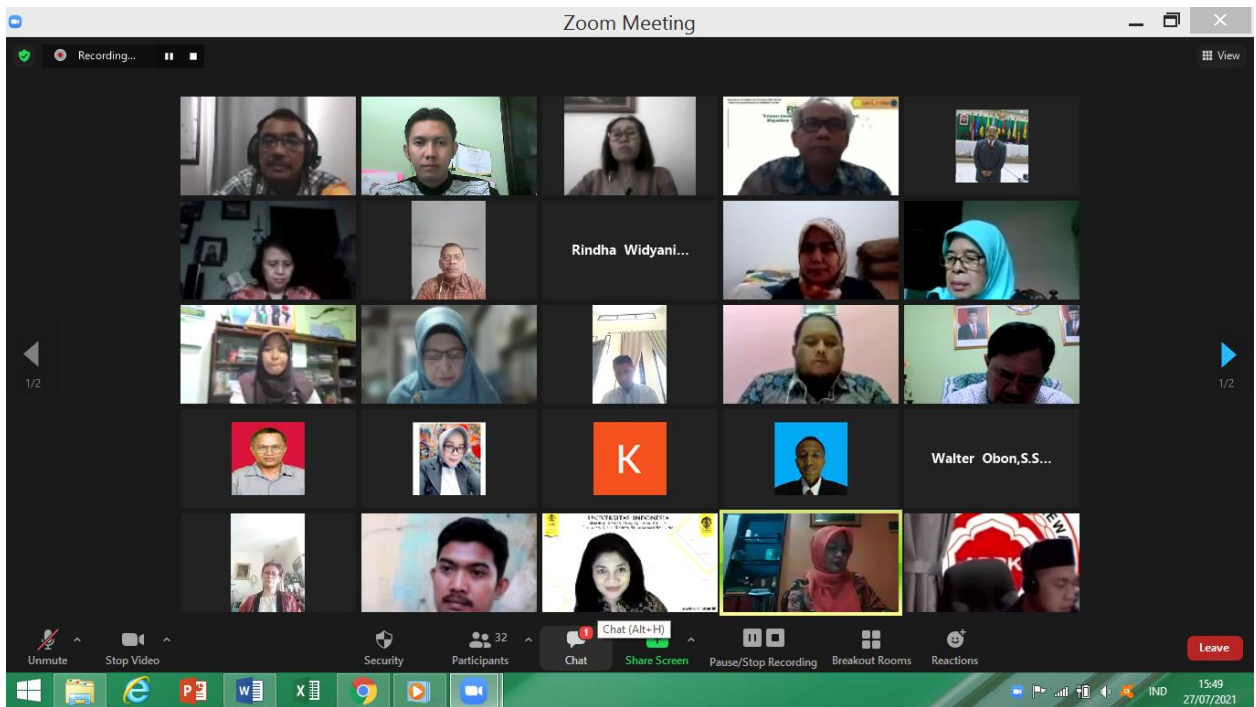 Zoom Meeting
Recording...
View
Rindha Widyani...
1/2
1/2
K
Walter Obon,S.S...
UNIVERSITAS INDONESIA
1
Chat (Alt+H)
32
Unmute
Stop Video
Security
Participants
Chat
Share Screen
Pause/Stop Recording
Breakout Rooms
Reactions
Leave
IND
15:49
27/07/2021